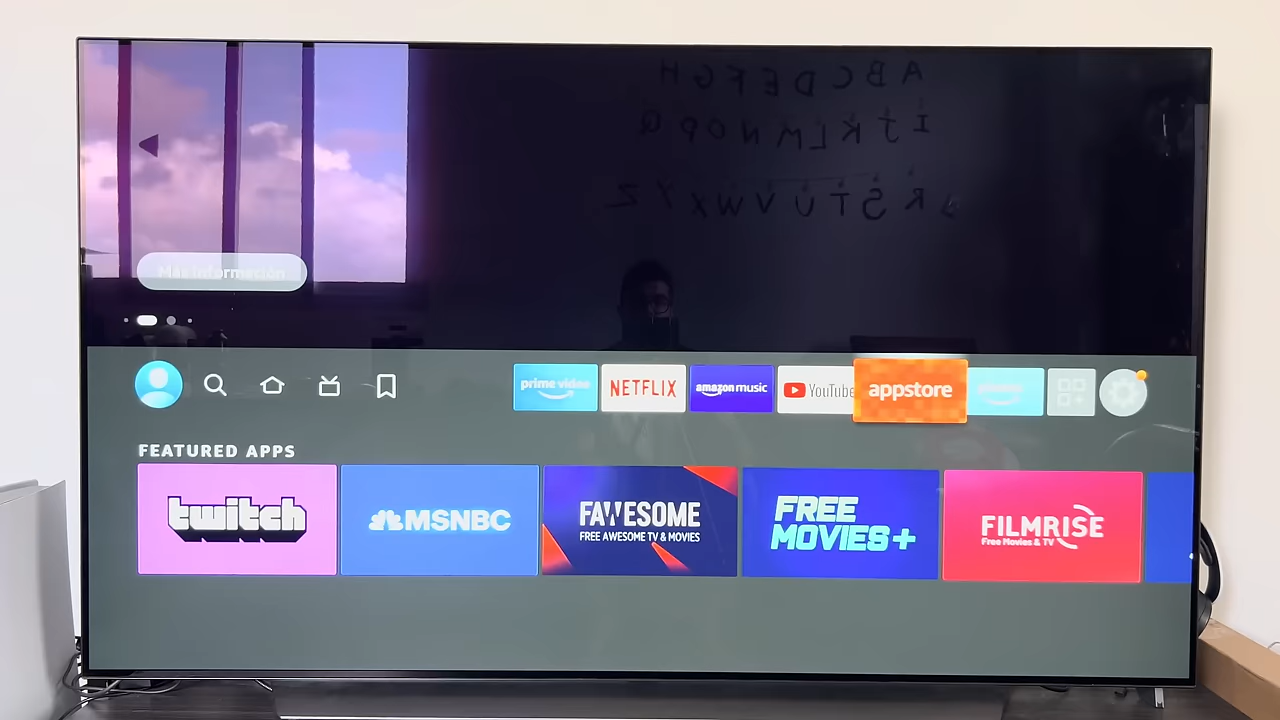 A B C D E F G H
I J K L M N O P Q
R S T U V W X Y Z
Más información
prime video
NETFLIX
amazon music
YouTube
appstore
FEATURED APPS
twitch
MSNBC
FAWESOME
FREE AWESOME TV & MOVIES
FREE
MOVIES+
FILMRISE
Free Movies & TV